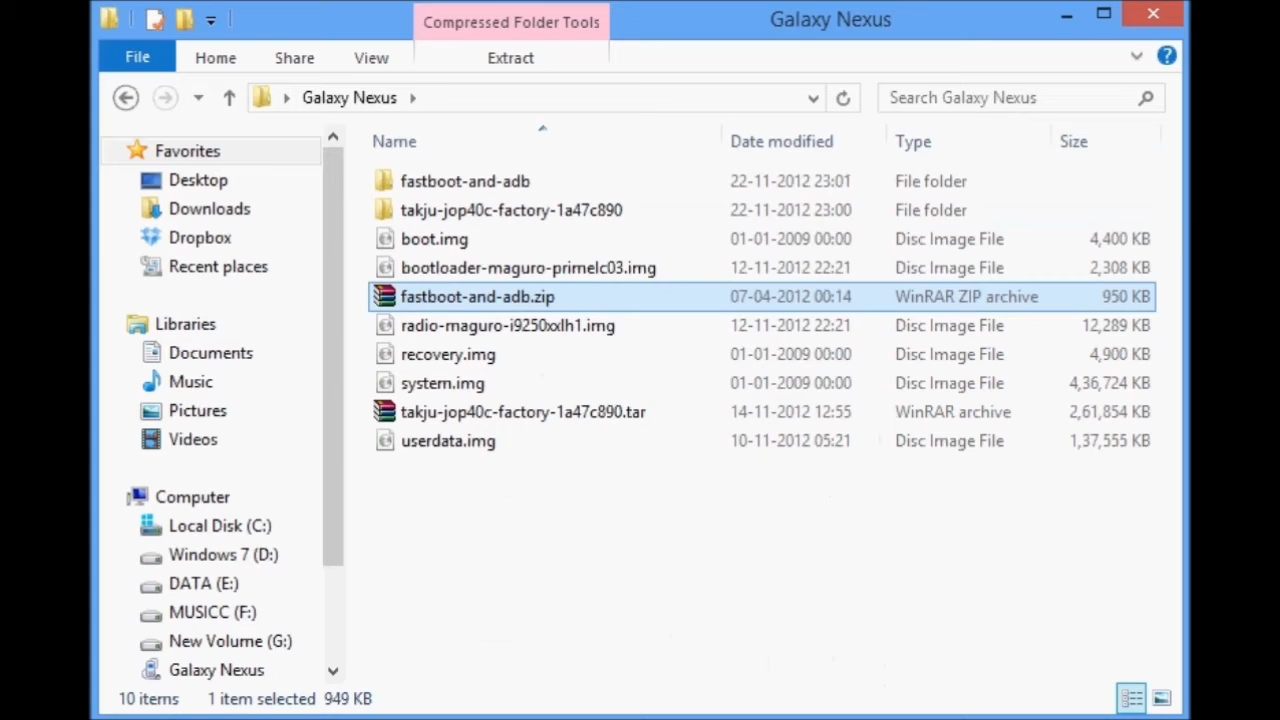 Compressed Folder Tools
Galaxy Nexus
File Home Share View Extract
Galaxy Nexus
Search Galaxy Nexus
Name Date modified Type Size
Favorites
Desktop
Downloads
Dropbox
Recent places
Libraries
Documents
Music
Pictures
Videos
Computer
Local Disk (C:)
Windows 7 (D:)
DATA (E:)
MUSICC (F:)
New Volume (G:)
Galaxy Nexus
fastboot-and-adb 22-11-2012 23:01 File folder
takju-jop40c-factory-1a47c890 22-11-2012 23:00 File folder
boot.img 01-01-2009 00:00 Disc Image File 4,400 KB
bootloader-maguro-primelc03.img 12-11-2012 22:21 Disc Image File 2,308 KB
fastboot-and-adb.zip 07-04-2012 00:14 WinRAR ZIP archive 950 KB
radio-maguro-i9250xxlh1.img 12-11-2012 22:21 Disc Image File 12,289 KB
recovery.img 01-01-2009 00:00 Disc Image File 4,900 KB
system.img 01-01-2009 00:00 Disc Image File 4,36,724 KB
takju-jop40c-factory-1a47c890.tar 14-11-2012 12:55 WinRAR archive 2,61,854 KB
userdata.img 10-11-2012 05:21 Disc Image File 1,37,555 KB
10 items 1 item selected 949 KB